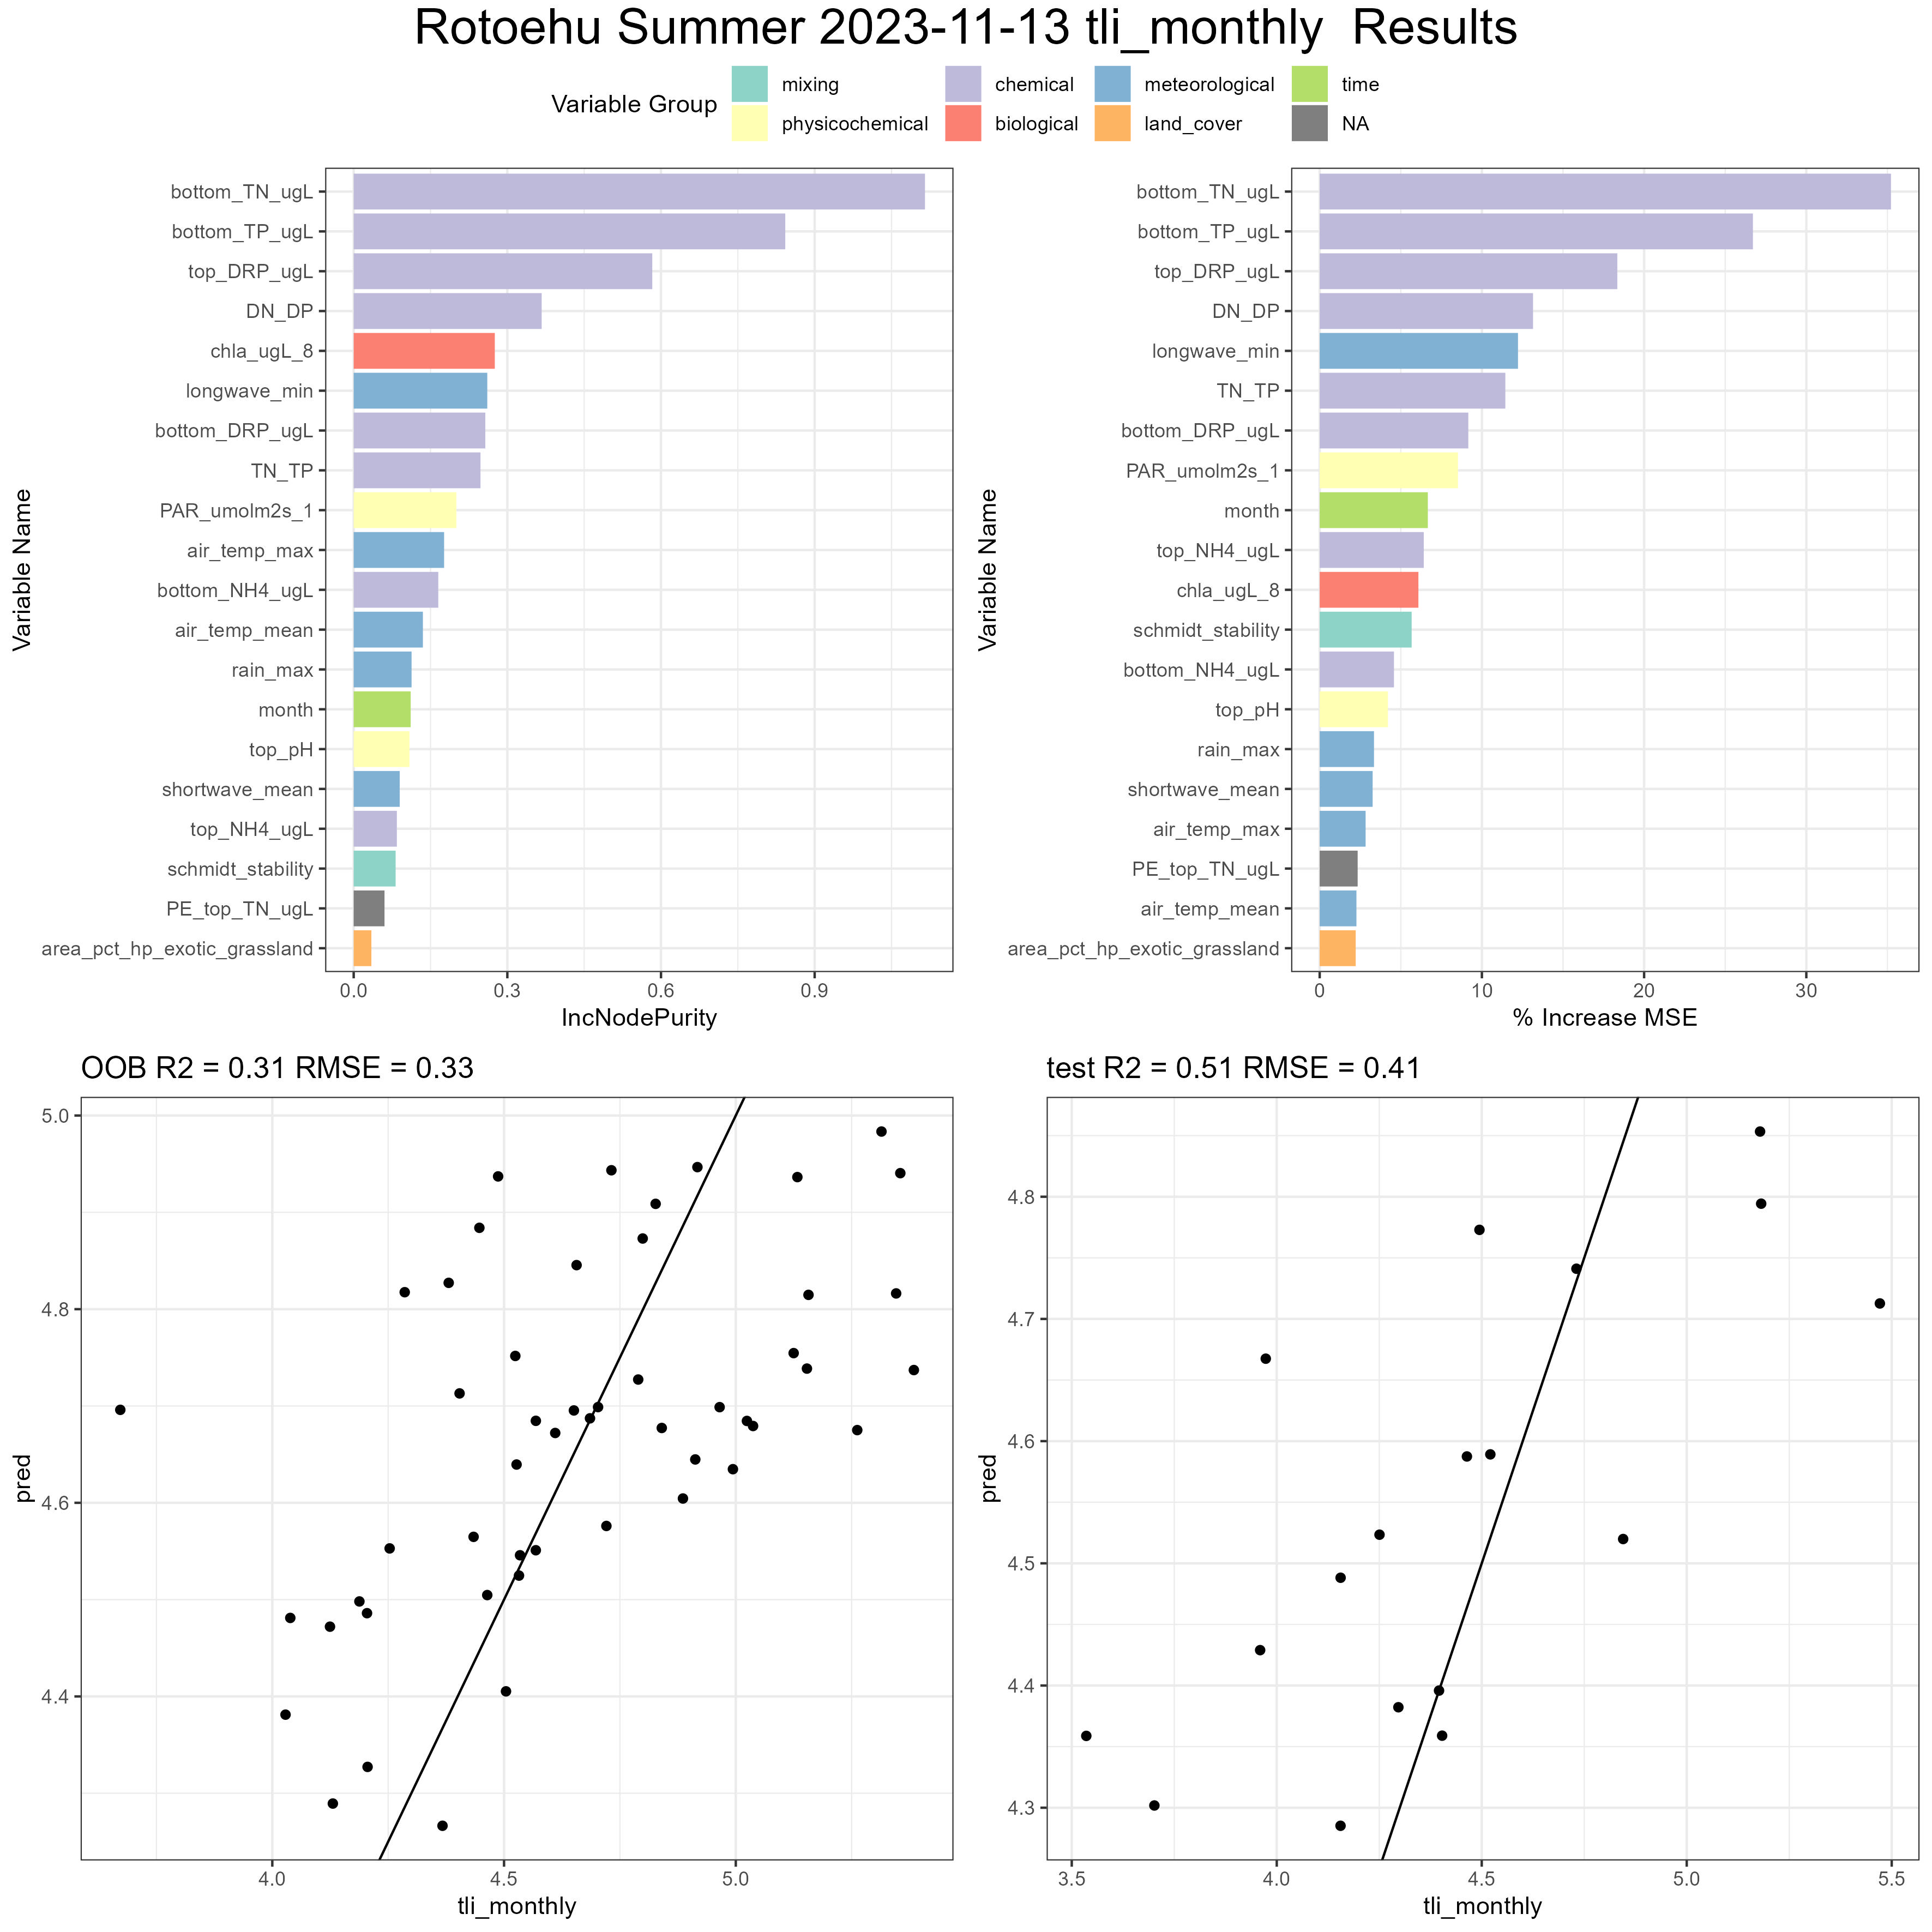 Rotoehu Summer 2023-11-13 tli_monthly  Results
Variable Group
mixing
chemical
meteorological
time
physicochemical
biological
land_cover
NA
Variable Name
bottom_TN_ugL
bottom_TP_ugL
top_DRP_ugL
DN_DP
chla_ugL_8
longwave_min
bottom_DRP_ugL
TN_TP
PAR_umolm2s_1
air_temp_max
bottom_NH4_ugL
air_temp_mean
rain_max
month
top_pH
shortwave_mean
top_NH4_ugL
schmidt_stability
PE_top_TN_ugL
area_pct_hp_exotic_grassland
0.0 0.3 0.6 0.9
IncNodePurity
Variable Name
bottom_TN_ugL
bottom_TP_ugL
top_DRP_ugL
DN_DP
longwave_min
TN_TP
bottom_DRP_ugL
PAR_umolm2s_1
month
top_NH4_ugL
chla_ugL_8
schmidt_stability
bottom_NH4_ugL
top_pH
rain_max
shortwave_mean
air_temp_max
PE_top_TN_ugL
air_temp_mean
area_pct_hp_exotic_grassland
0 10 20 30
% Increase MSE
OOB R2 = 0.31 RMSE = 0.33
pred
5.0
4.8
4.6
4.4
4.0 4.5 5.0
tli_monthly
test R2 = 0.51 RMSE = 0.41
pred
4.8
4.7
4.6
4.5
4.4
4.3
3.5 4.0 4.5 5.0 5.5
tli_monthly